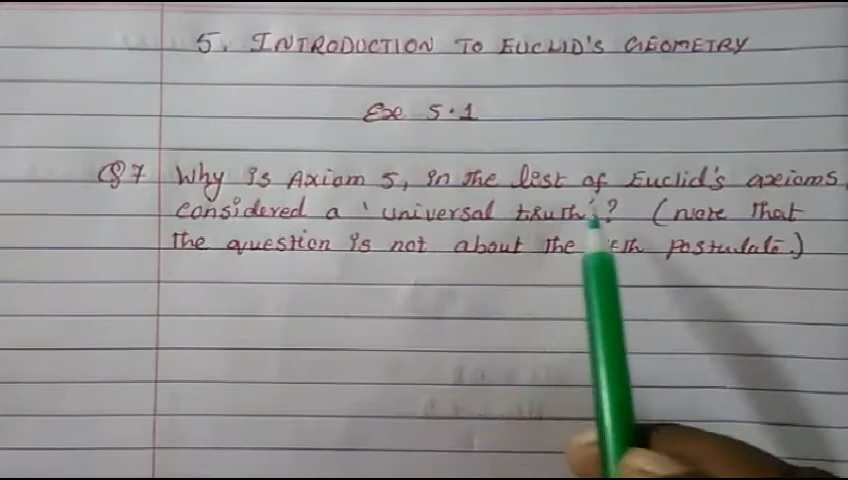 5. INTRODUCTION TO EUCLID'S GEOMETRY
Ex 5.1
Q7 Why is Axiom 5, in the list of Euclid's axioms
considered a 'universal truth'? (Note that
the question is not about the postulate.)